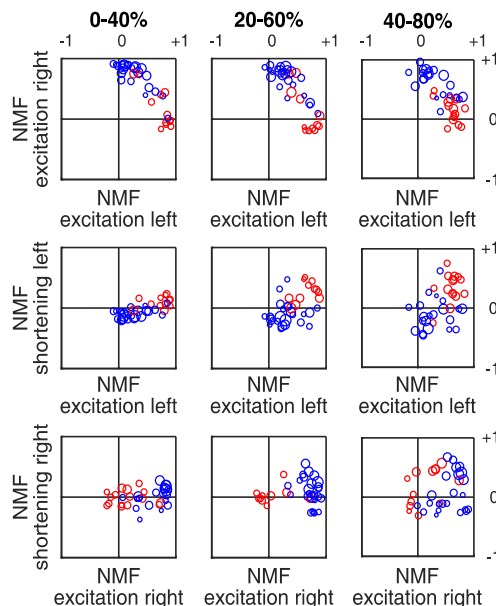 0-40% 20-60% 40-80%
-1 0 +1 -1 0 +1 -1 0 +1
NMF
excitation right
0
-1
NMF
excitation left
NMF
excitation left
NMF
excitation left
NMF
shortening left
+1
0
-1
NMF
excitation left
NMF
excitation left
NMF
excitation left
NMF
shortening right
+1
0
-1
NMF
excitation right
NMF
excitation right
NMF
excitation right